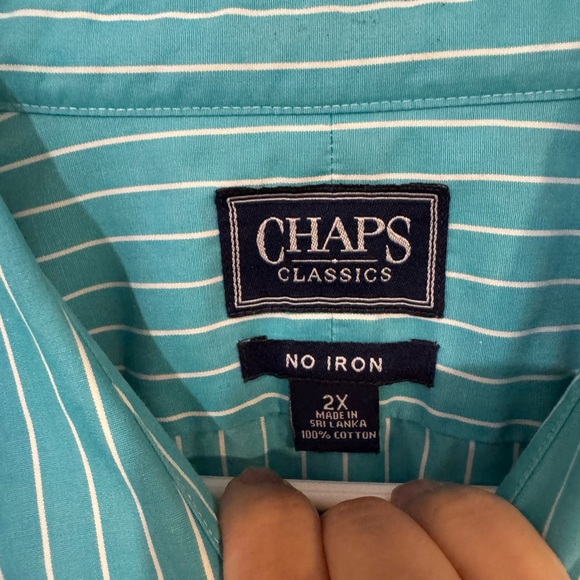 CHAPS
CLASSICS
NO IRON
2X
MADE IN
SRI LANKA
100% COTTON